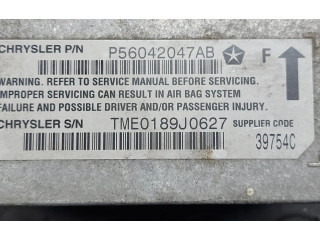 CHRYSLER P/N P56042047AB F
WARNING. REFER TO SERVICE MANUAL BEFORE SERVICING.
IMPROPER SERVICING CAN RESULT IN AIR BAG SYSTEM
FAILURE AND POSSIBLE DRIVER AND/OR PASSENGER INJURY.
CHRYSLER S/N TME0189J0627 SUPPLIER CODE
39754C